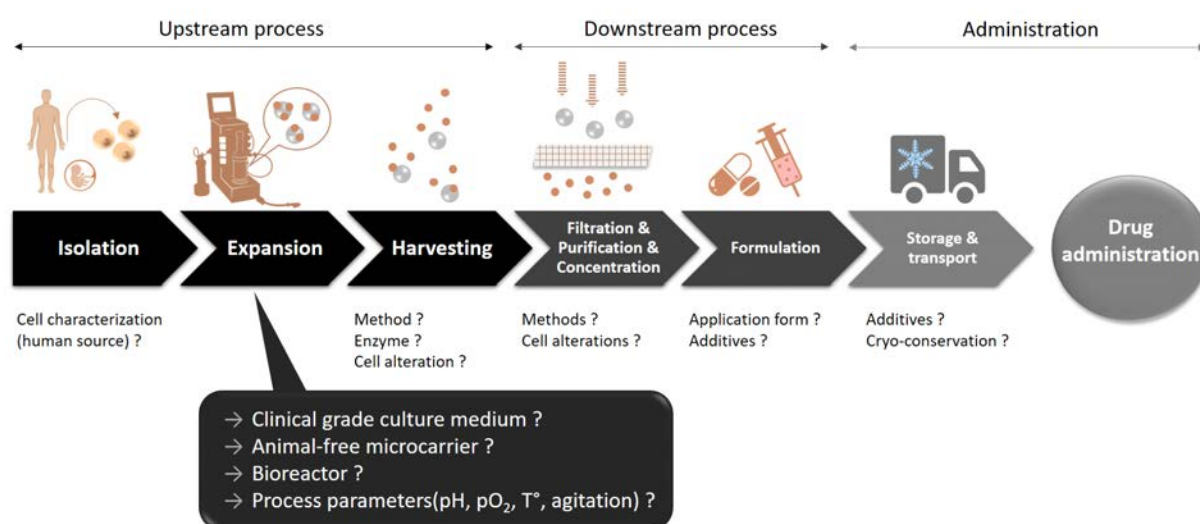 Upstream process
Downstream process
Administration
Isolation
Expansion
Harvesting
Filtration &
Purification &
Concentration
Formulation
Storage &
transport
Drug
administration
Cell characterization
(human source) ?
Method ?
Enzyme ?
Cell alteration ?
Methods ?
Cell alterations ?
Application form ?
Additives ?
Additives ?
Cryo-conservation ?
→ Clinical grade culture medium ?
→ Animal-free microcarrier ?
→ Bioreactor ?
→ Process parameters(pH, pO₂, T°, agitation) ?